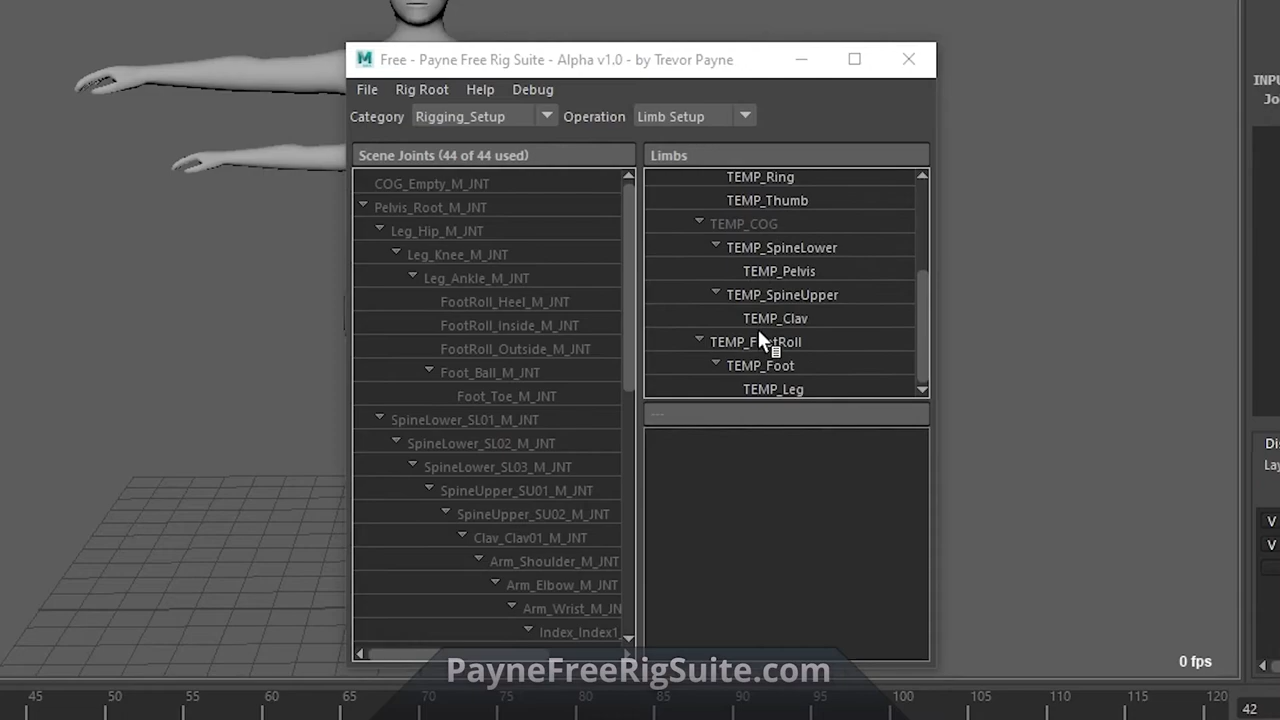 Free - Payne Free Rig Suite - Alpha v1.0 - by Trevor Payne
File Rig Root Help Debug
Category Rigging_Setup Operation Limb Setup
Scene Joints (44 of 44 used)
COG_Empty_M_JNT
Pelvis_Root_M_JNT
Leg_Hip_M_JNT
Leg_Knee_M_JNT
Leg_Ankle_M_JNT
FootRoll_Heel_M_JNT
FootRoll_Inside_M_JNT
FootRoll_Outside_M_JNT
Foot_Ball_M_JNT
Foot_Toe_M_JNT
SpineLower_SL01_M_JNT
SpineLower_SL02_M_JNT
SpineLower_SL03_M_JNT
SpineUpper_SU01_M_JNT
SpineUpper_SU02_M_JNT
Clav_Clav01_M_JNT
Arm_Shoulder_M_JNT
Arm_Elbow_M_JNT
Arm_Wrist_M_JN
Index_Index1_
Limbs
TEMP_Ring
TEMP_Thumb
TEMP_COG
TEMP_SpineLower
TEMP_Pelvis
TEMP_SpineUpper
TEMP_Clav
TEMP_F tRoll
TEMP_Foot
TEMP_Leg
---
INP
Jo
Di
La
V
V
0 fps
PayneFreeRigSuite.com
45 50 55 60 65 70 75 80 85 90 95 100 105 110 115 120
42